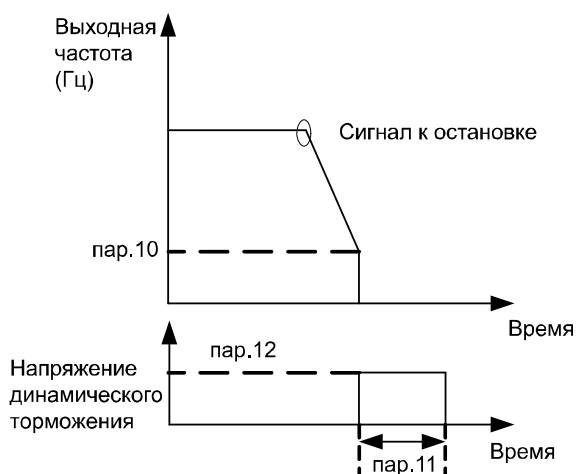 Выходная
частота
(Гц)
Сигнал к остановке
пар.10
Время
пар.12
Напряжение
динамического
торможения
Время
пар.11